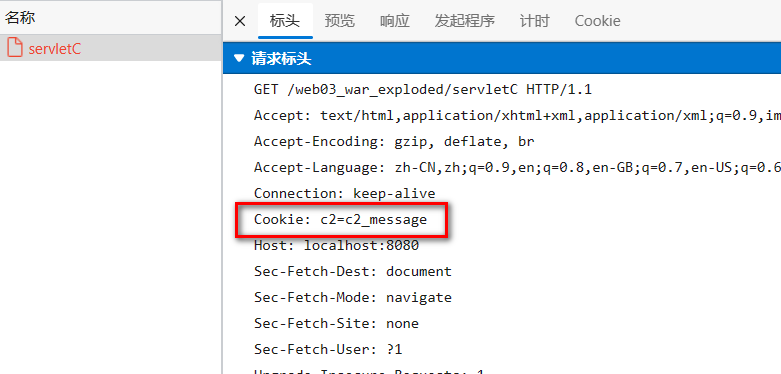 名称
servletC
标头 预览 响应 发起程序 计时 Cookie
请求标头
GET /web03_war_exploded/servletC HTTP/1.1
Accept: text/html,application/xhtml+xml,application/xml;q=0.9,im
Accept-Encoding: gzip, deflate, br
Accept-Language: zh-CN,zh;q=0.9,en;q=0.8,en-GB;q=0.7,en-US;q=0.6
Connection: keep-alive
Cookie: c2=c2_message
Host: localhost:8080
Sec-Fetch-Dest: document
Sec-Fetch-Mode: navigate
Sec-Fetch-Site: none
Sec-Fetch-User: ?1
Upgrade-Insecure-Requests: 1